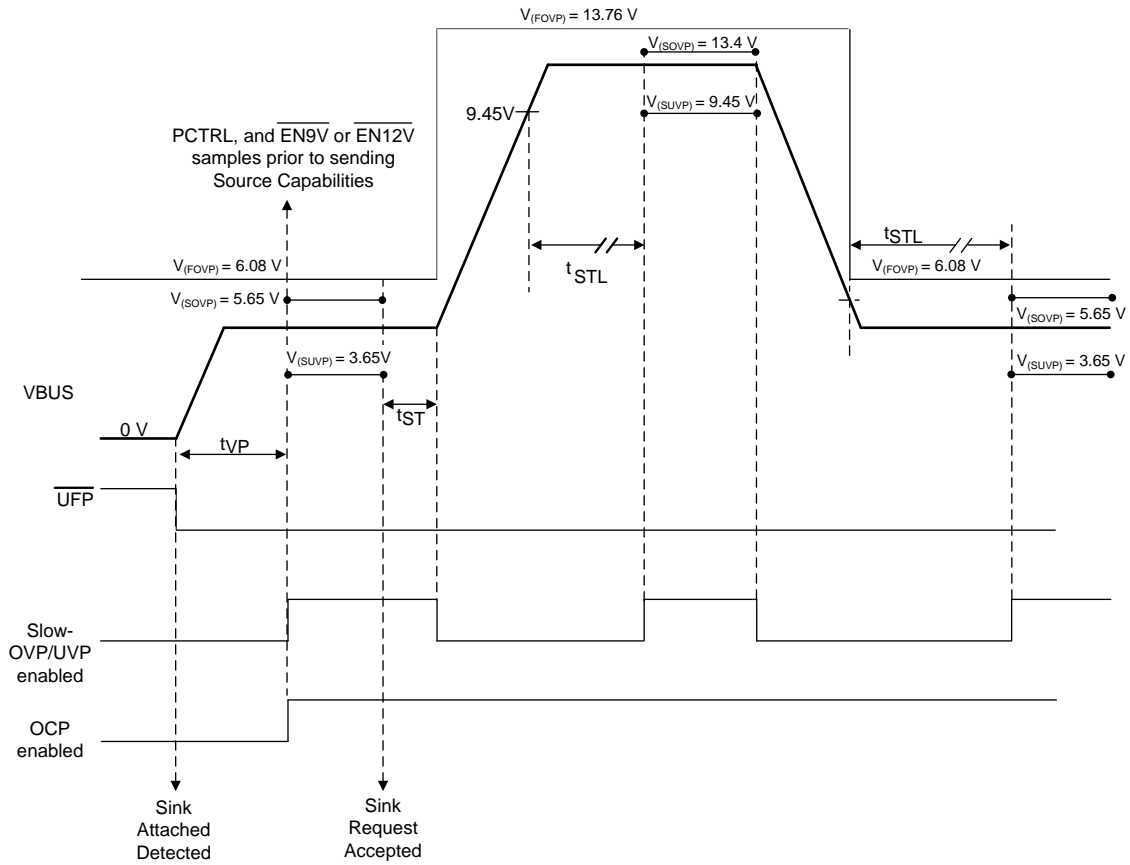 V(FOVP) = 13.76 V
V(SOVP) = 13.4 V
9.45V
V(SUVP) = 9.45 V
PCTRL, and EN9V or EN12V
samples prior to sending
Source Capabilities
tSTL
tSTL
V(FOVP) = 6.08 V
V(FOVP) = 6.08 V
V(SOVP) = 5.65 V
V(SOVP) = 5.65 V
V(SUVP) = 3.65V
V(SUVP) = 3.65 V
VBUS
tST
0 V
tVP
UFP
Slow-
OVP/UVP
enabled
OCP
enabled
Sink
Attached
Detected
Sink
Request
Accepted